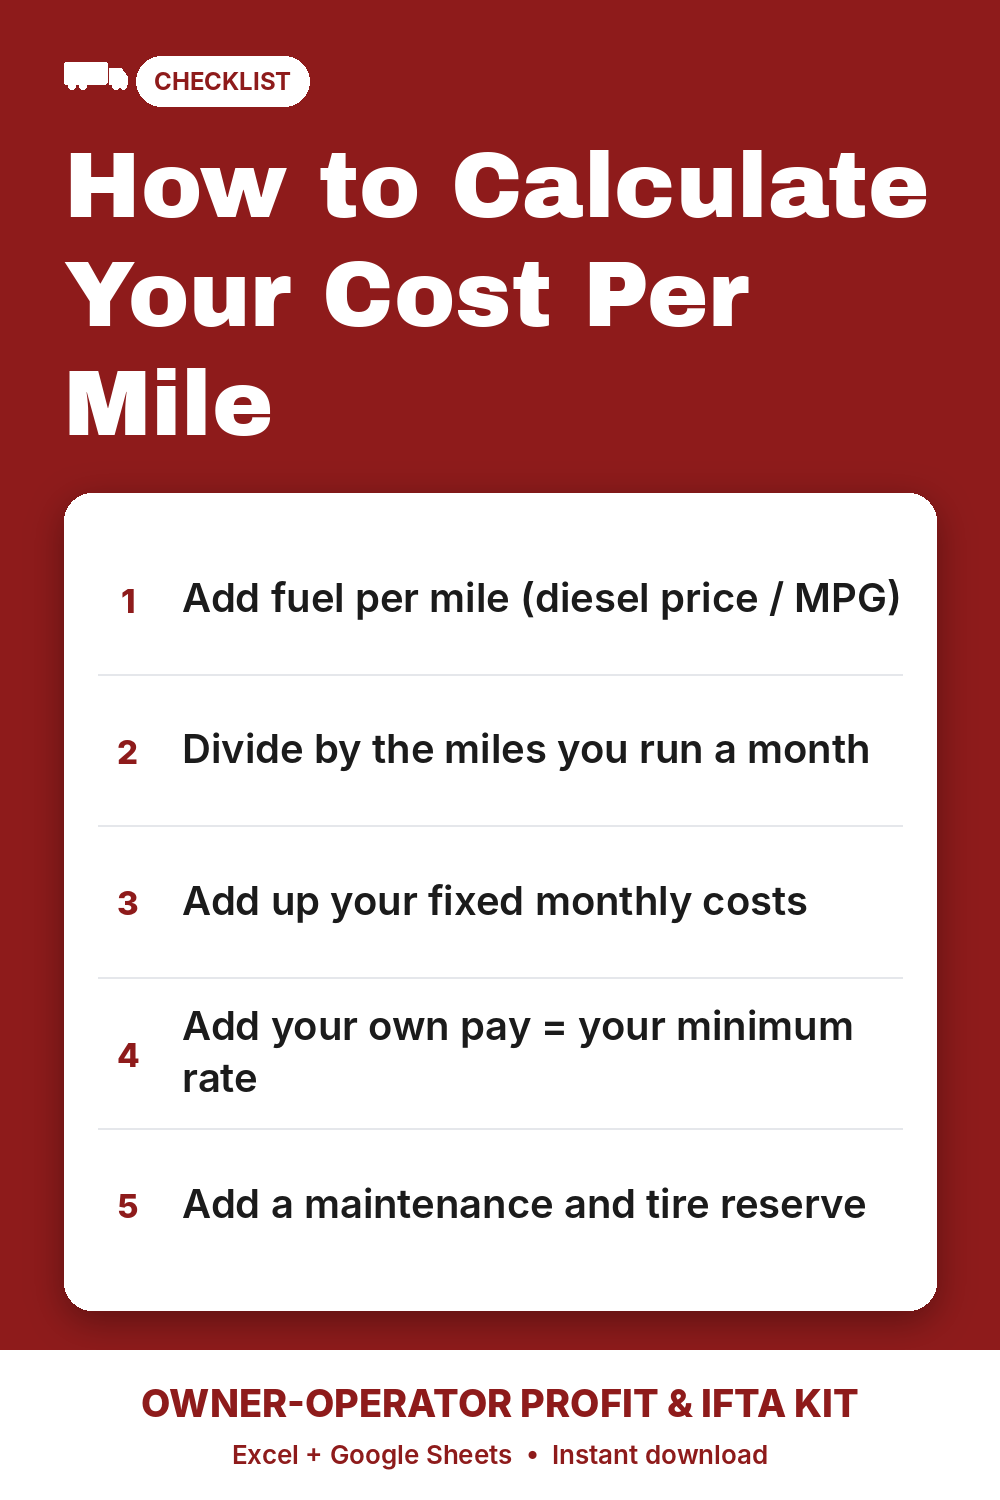 CHECKLIST
How to Calculate
Your Cost Per
Mile
1 Add fuel per mile (diesel price / MPG)
2 Divide by the miles you run a month
3 Add up your fixed monthly costs
4 Add your own pay = your minimum
rate
5 Add a maintenance and tire reserve
OWNER-OPERATOR PROFIT & IFTA KIT
Excel + Google Sheets • Instant download